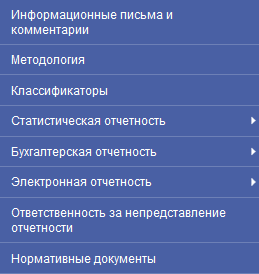 Информационные письма и
комментарии
Методология
Классификаторы
Статистическая отчетность
Бухгалтерская отчетность
Электронная отчетность
Ответственность за непредставление
отчетности
Нормативные документы